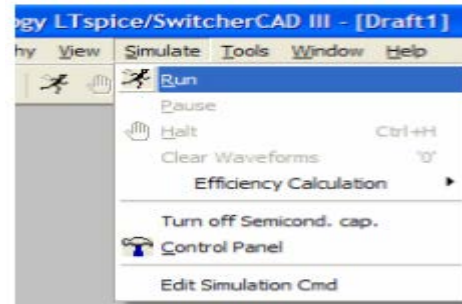 ogy LTspice/SwitcherCAD III - [Draft1]
hy View Simulate Tools Window Help
Run
Pause
Halt Ctrl+H
Clear Waveforms '0'
Efficiency Calculation
Turn off Semicond. cap.
Control Panel
Edit Simulation Cmd